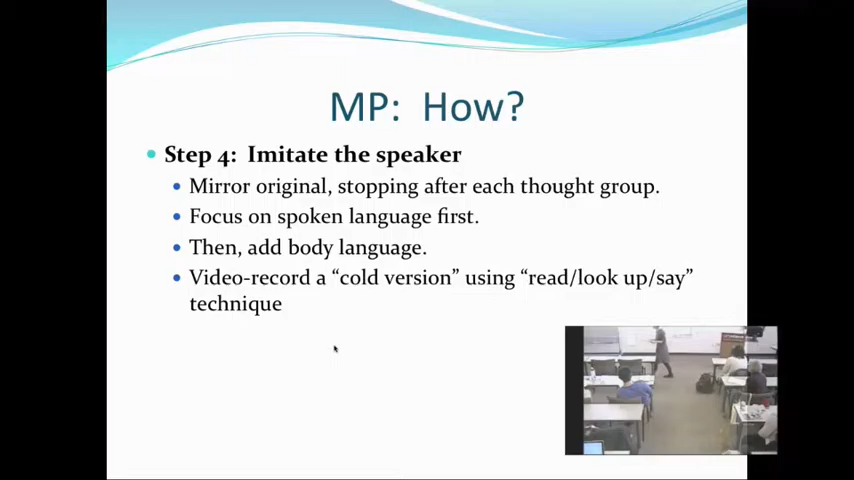 MP: How?
Step 4: Imitate the speaker
Mirror original, stopping after each thought group.
Focus on spoken language first.
Then, add body language.
Video-record a “cold version” using “read/look up/say”
technique